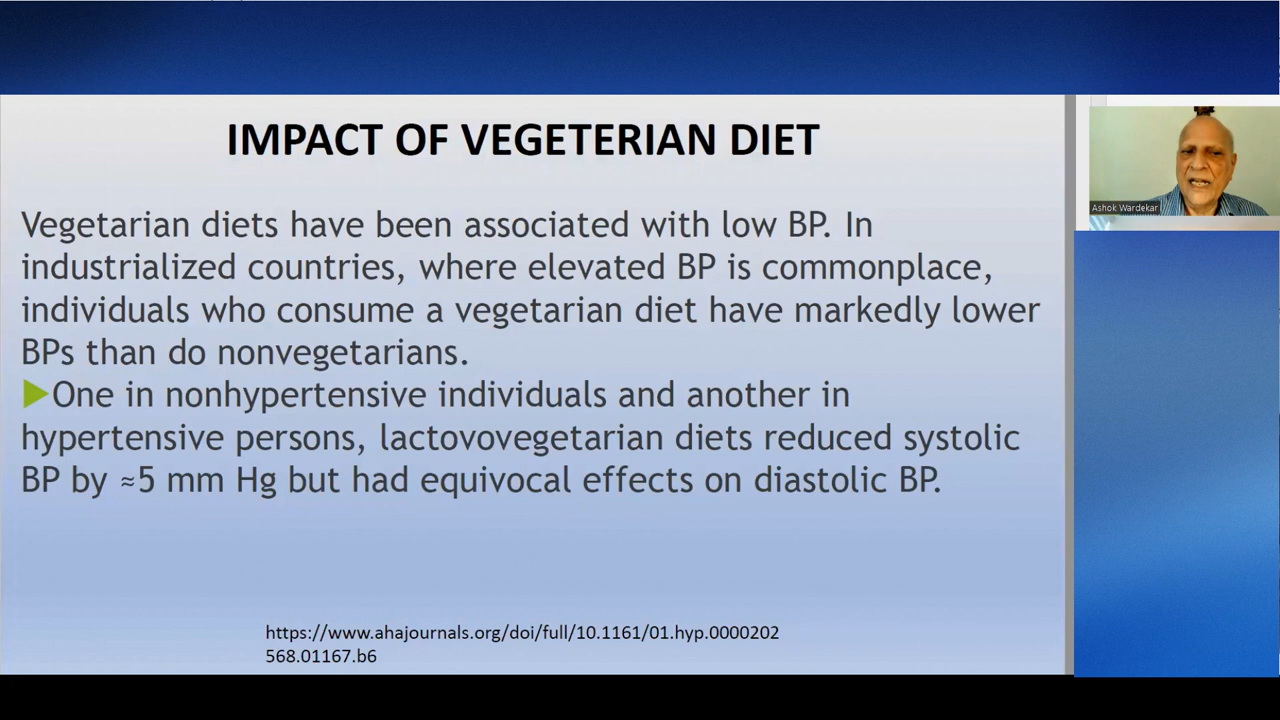 IMPACT OF VEGETERIAN DIET
Vegetarian diets have been associated with low BP. In
industrialized countries, where elevated BP is commonplace,
individuals who consume a vegetarian diet have markedly lower
BPs than do nonvegetarians.
One in nonhypertensive individuals and another in
hypertensive persons, lactovovegetarian diets reduced systolic
BP by ≈5 mm Hg but had equivocal effects on diastolic BP.
https://www.ahajournals.org/doi/full/10.1161/01.hyp.0000202
568.01167.b6
Ashok Wardekar